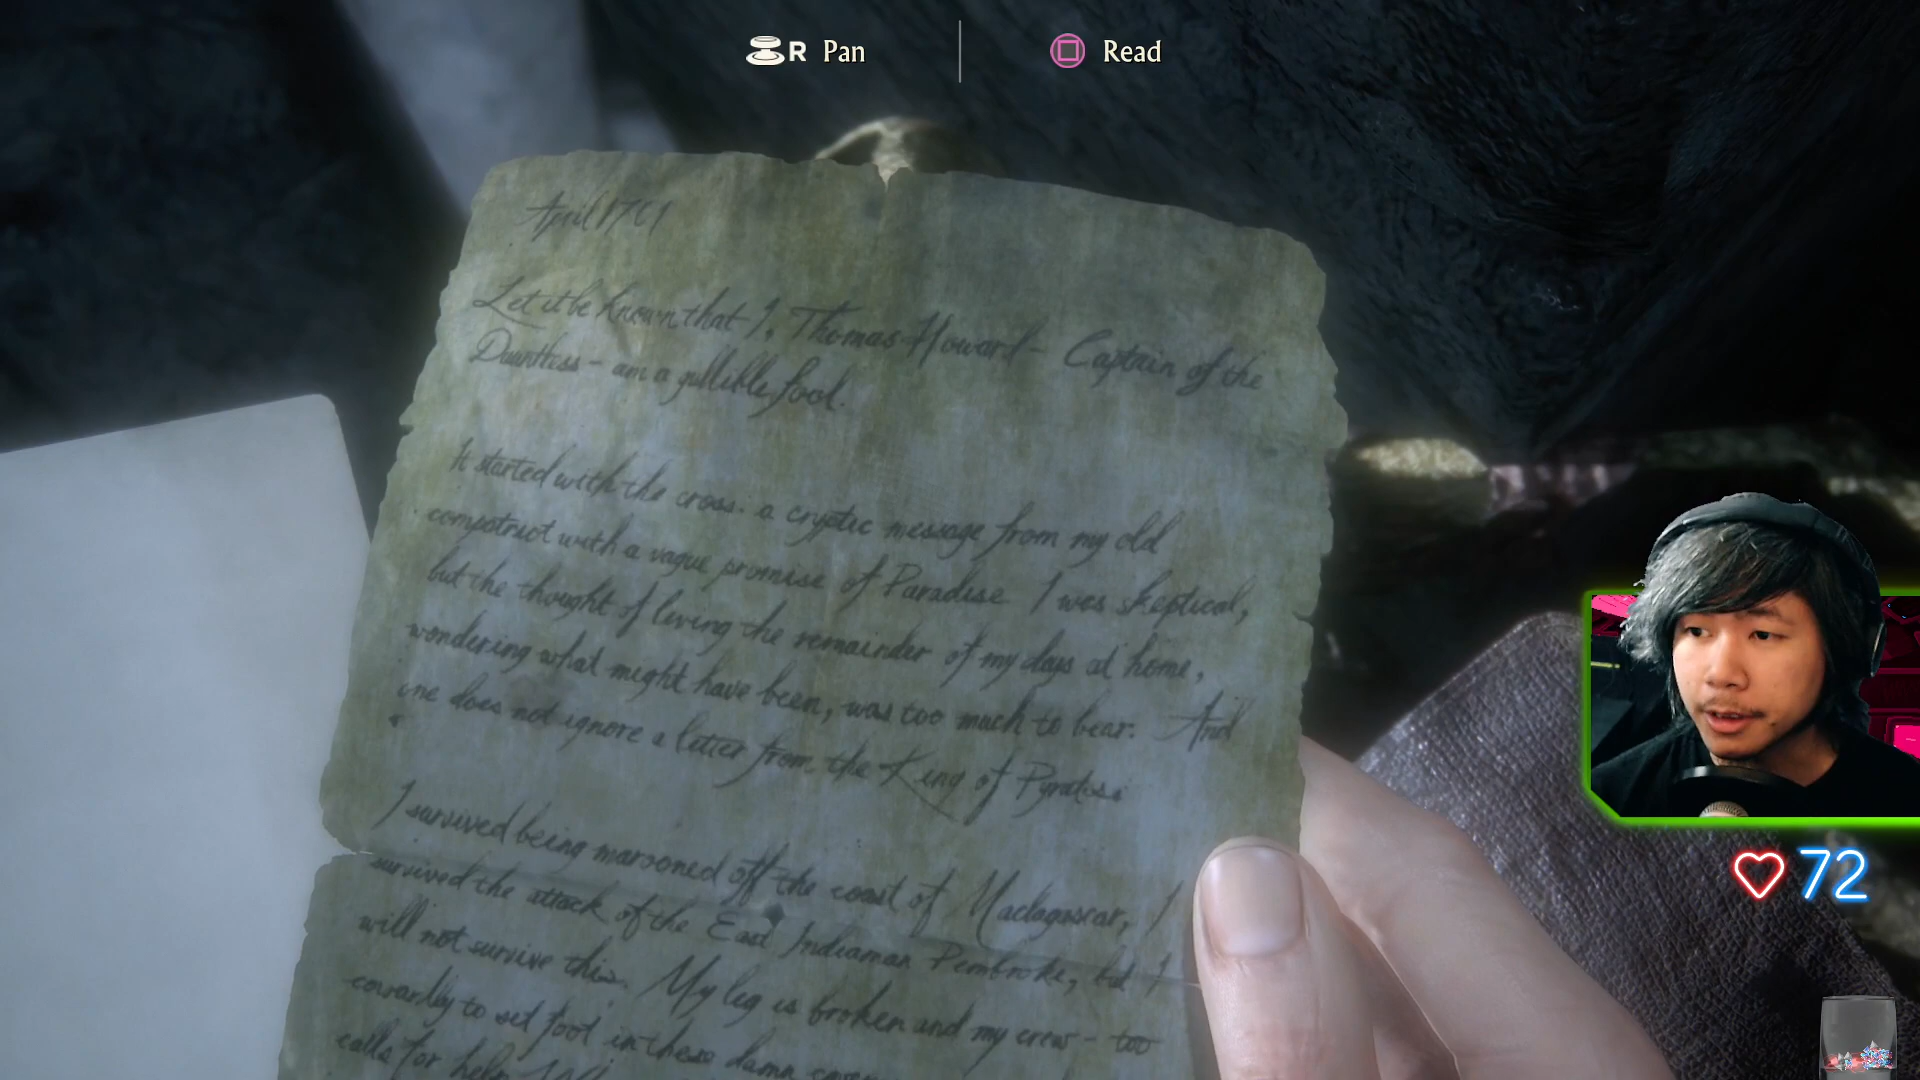 R Pan
Read
April 1701
Let it be known that I, Thomas Howard - Captain of the
Dauntless - am a gullible fool.
It started with the cross: a cryptic message from my old
compatriot with a vague promise of Paradise. I was skeptical,
but the thought of living the remainder of my days at home,
wondering what might have been, was too much to bear. And
one does not ignore a letter from the King of Pyrates.
I survived being marooned off the coast of Madagascar, I
survived the attack of the East Indiaman Pembroke, but I
will not survive this. My leg is broken and my crew - too
cowardly to set foot in these damn
calls for help
72